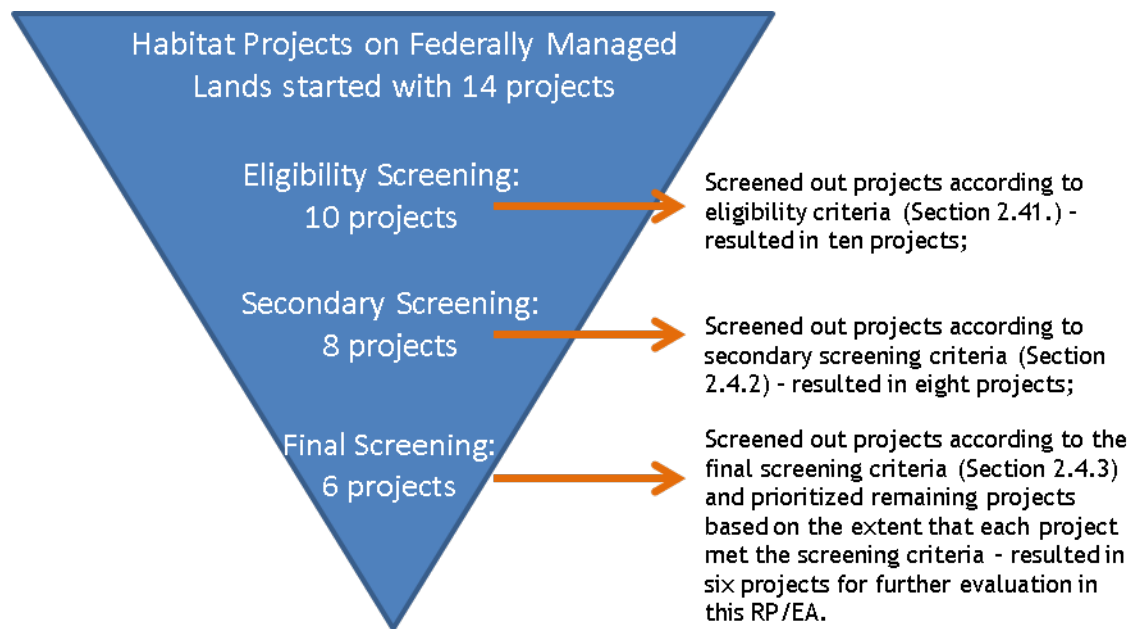 Habitat Projects on Federally Managed
Lands started with 14 projects
Eligibility Screening:
10 projects
Screened out projects according to
eligibility criteria (Section 2.41.) -
resulted in ten projects;
Secondary Screening:
8 projects
Screened out projects according to
secondary screening criteria (Section
2.4.2) - resulted in eight projects;
Final Screening:
6 projects
Screened out projects according to the
final screening criteria (Section 2.4.3)
and prioritized remaining projects
based on the extent that each project
met the screening criteria - resulted in
six projects for further evaluation in
this RP/EA.